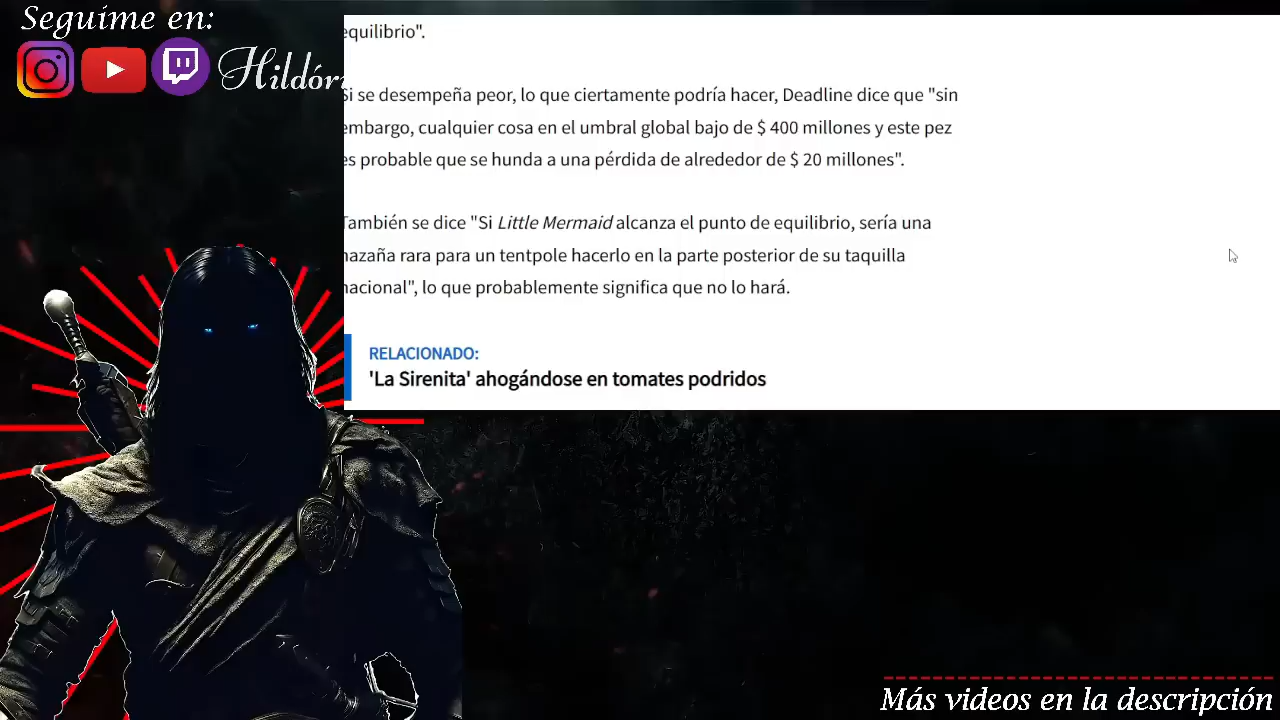 Seguíme en:
Hildór
equilibrio".
Si se desempeña peor, lo que ciertamente podría hacer, Deadline dice que "sin
embargo, cualquier cosa en el umbral global bajo de $ 400 millones y este pez
es probable que se hunda a una pérdida de alrededor de $ 20 millones".
También se dice "Si Little Mermaid alcanza el punto de equilibrio, sería una
hazaña rara para un tentpole hacerlo en la parte posterior de su taquilla
nacional", lo que probablemente significa que no lo hará.
RELACIONADO:
'La Sirenita' ahogándose en tomates podridos
Más videos en la descripción